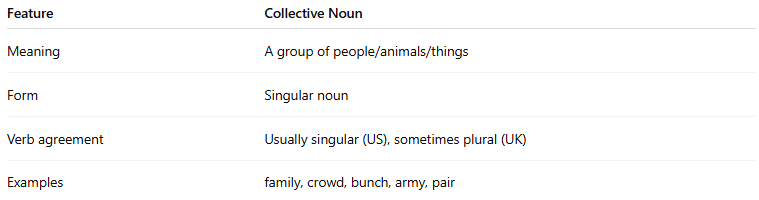 Feature Collective Noun
Meaning A group of people/animals/things
Form Singular noun
Verb agreement Usually singular (US), sometimes plural (UK)
Examples family, crowd, bunch, army, pair